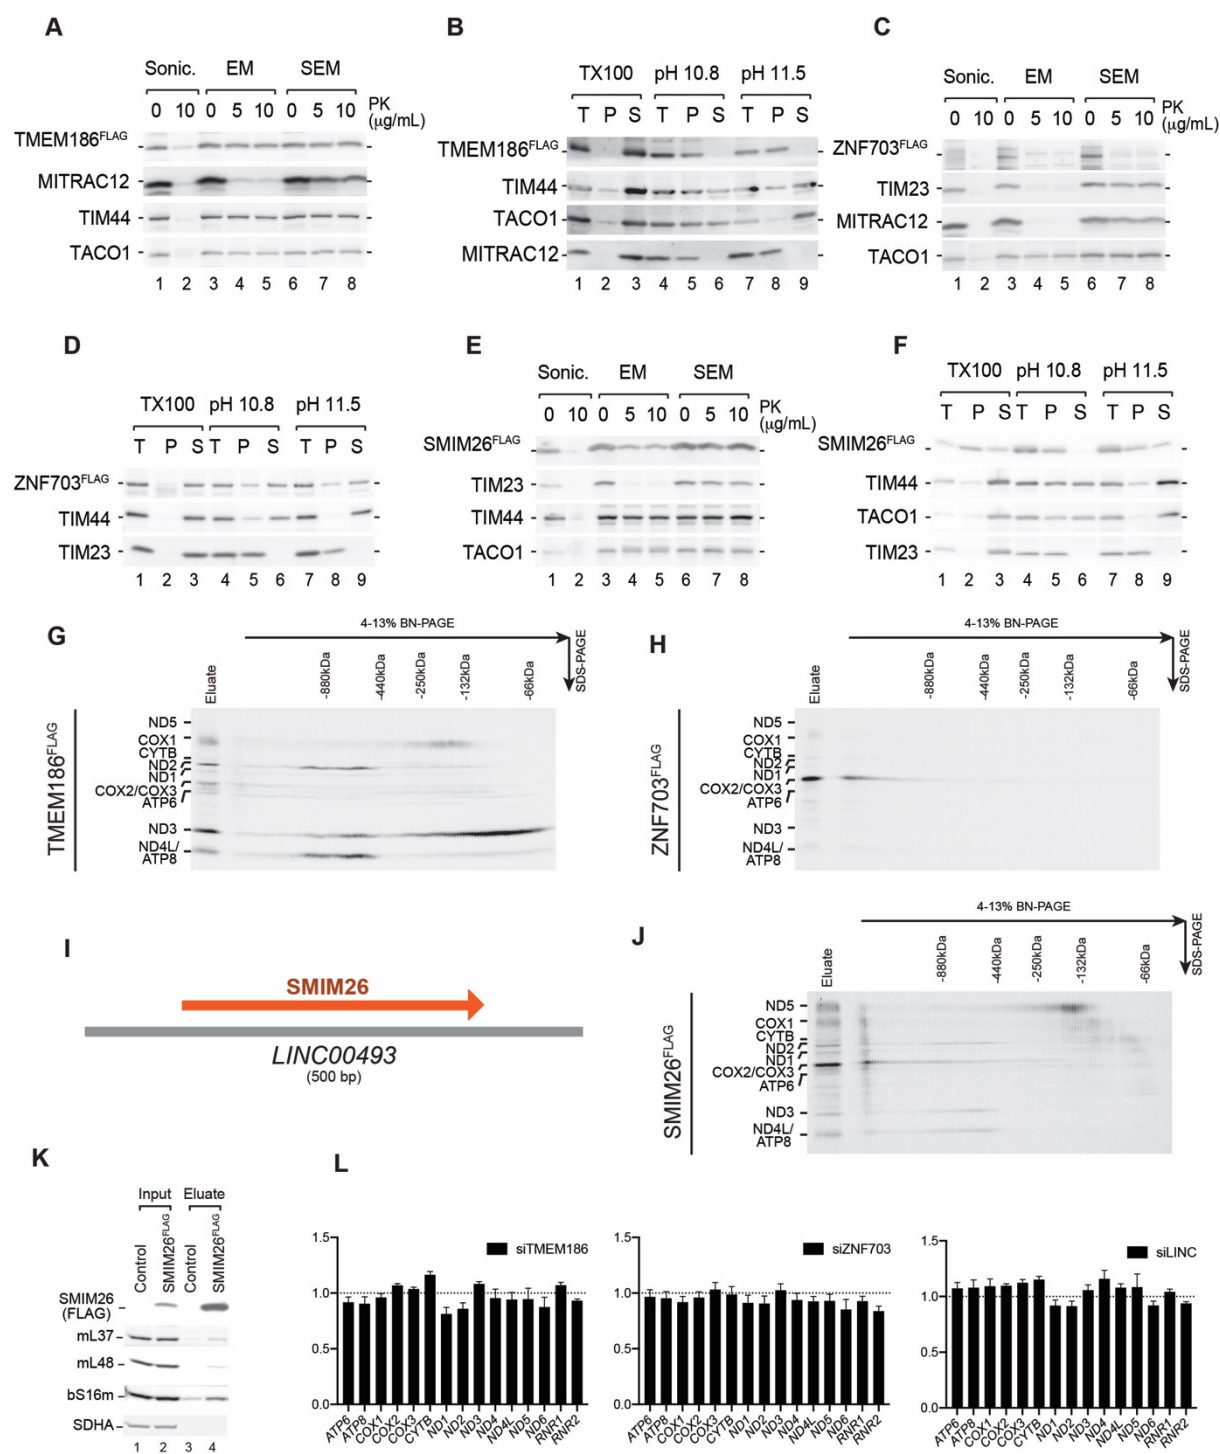 A
Sonic. EM SEM
0 10 0 5 10 0 5 10 PK
(μg/mL)
TMEM186FLAG
MITRAC12
TIM44
TACO1
1 2 3 4 5 6 7 8
B
TX100 pH 10.8 pH 11.5
T P S T P S T P S
TMEM186FLAG
TIM44
TACO1
MITRAC12
1 2 3 4 5 6 7 8 9
C
Sonic. EM SEM
0 10 0 5 10 0 5 10 PK
(μg/mL)
ZNF703FLAG
TIM23
MITRAC12
TACO1
1 2 3 4 5 6 7 8
D
TX100 pH 10.8 pH 11.5
T P S T P S T P S
ZNF703FLAG
TIM44
TIM23
1 2 3 4 5 6 7 8 9
E
Sonic. EM SEM
0 10 0 5 10 0 5 10 PK
(μg/mL)
SMIM26FLAG
TIM23
TIM44
TACO1
1 2 3 4 5 6 7 8
F
TX100 pH 10.8 pH 11.5
T P S T P S T P S
SMIM26FLAG
TIM44
TACO1
TIM23
1 2 3 4 5 6 7 8 9
G
4-13% BN-PAGE
SDS-PAGE
Eluate -880kDa -440kDa -250kDa -132kDa -66kDa
TMEM186FLAG
ND5
COX1
CYTB
ND2
ND1
COX2/COX3
ATP6
ND3
ND4L/
ATP8
H
4-13% BN-PAGE
SDS-PAGE
Eluate -880kDa -440kDa -250kDa -132kDa -66kDa
ZNF703FLAG
ND5
COX1
CYTB
ND2
ND1
COX2/COX3
ATP6
ND3
ND4L/
ATP8
I
SMIM26
LINC00493
(500 bp)
J
4-13% BN-PAGE
SDS-PAGE
Eluate -880kDa -440kDa -250kDa -132kDa -66kDa
SMIM26FLAG
ND5
COX1
CYTB
ND2
ND1
COX2/COX3
ATP6
ND3
ND4L/
ATP8
K
Input Eluate
Control SMIM26FLAG Control SMIM26FLAG
SMIM26
(FLAG)
mL37
mL48
bS16m
SDHA
1 2 3 4
L
siTMEM186
1.5
1.0
0.5
0.0
ATP6 ATP8 COX1 COX2 COX3 CYTB ND1 ND2 ND3 ND4 ND4L ND5 ND6 RNR1 RNR2
siZNF703
1.5
1.0
0.5
0.0
ATP6 ATP8 COX1 COX2 COX3 CYTB ND1 ND2 ND3 ND4 ND4L ND5 ND6 RNR1 RNR2
siLINC
1.5
1.0
0.5
0.0
ATP6 ATP8 COX1 COX2 COX3 CYTB ND1 ND2 ND3 ND4 ND4L ND5 ND6 RNR1 RNR2